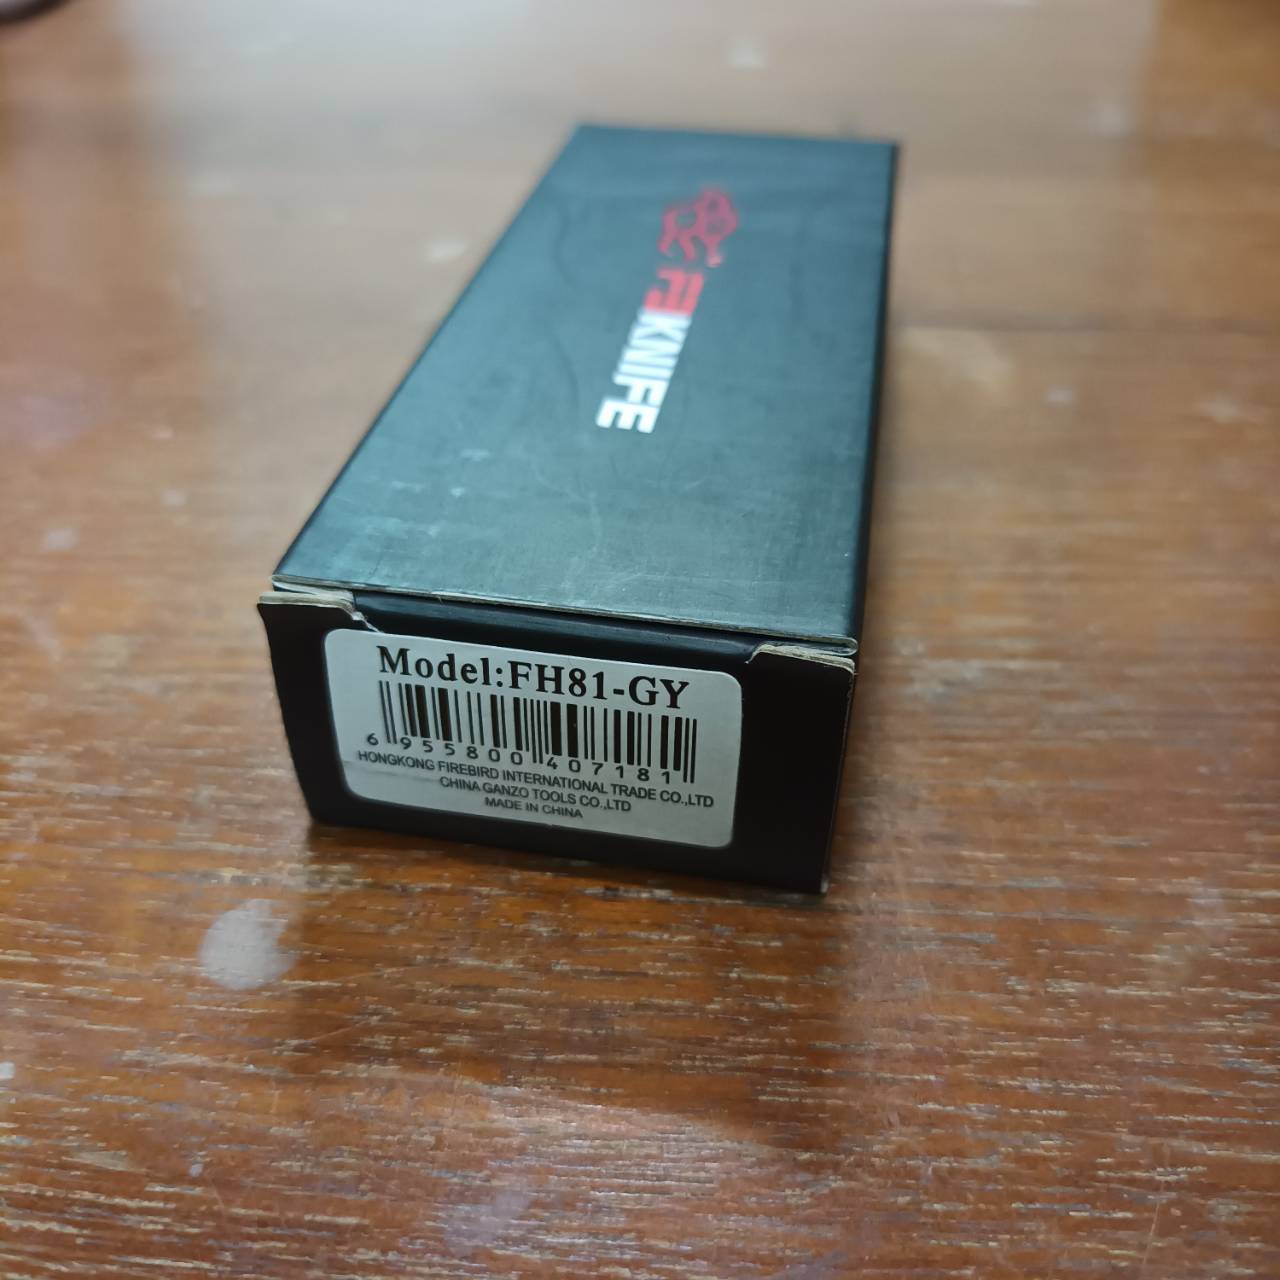 KNIFE
Model:FH81-GY
6 955800 407181
HONGKONG FIREBIRD INTERNATIONAL TRADE CO.,LTD
CHINA GANZO TOOLS CO.,LTD
MADE IN CHINA